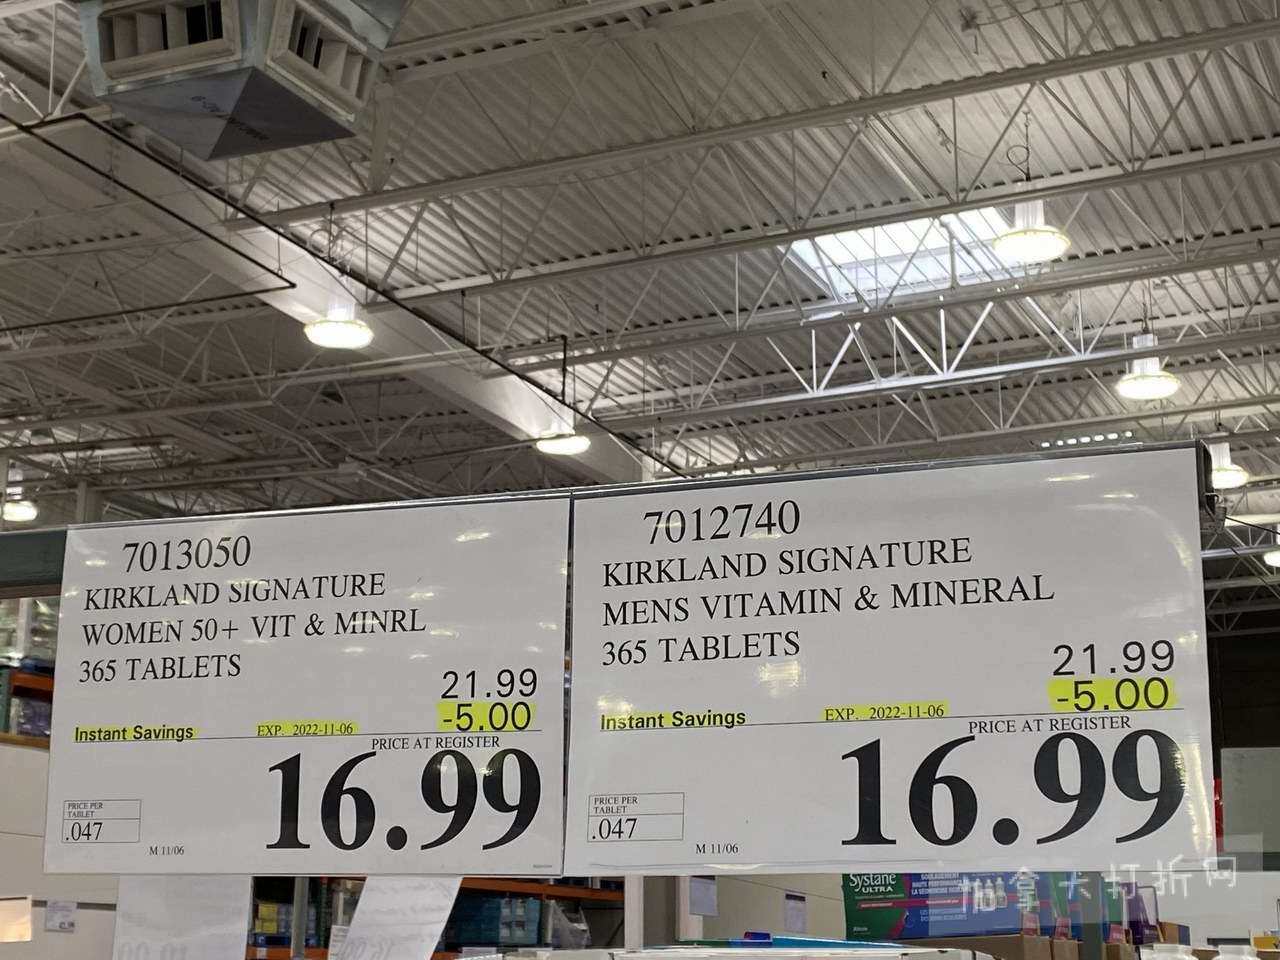 7013050
KIRKLAND SIGNATURE
WOMEN 50+ VIT & MINRL
365 TABLETS
21.99
-5.00
Instant Savings
EXP. 2022-11-06
PRICE AT REGISTER
16.99
PRICE PER
TABLET
.047
M 11/06
7012740
KIRKLAND SIGNATURE
MENS VITAMIN & MINERAL
365 TABLETS
21.99
-5.00
Instant Savings
EXP. 2022-11-06
PRICE AT REGISTER
16.99
PRICE PER
TABLET
.047
M 11/06
Systane
ULTRA
SOULAGEMENT
HAUTE PERFORMANCE
加拿大打折网